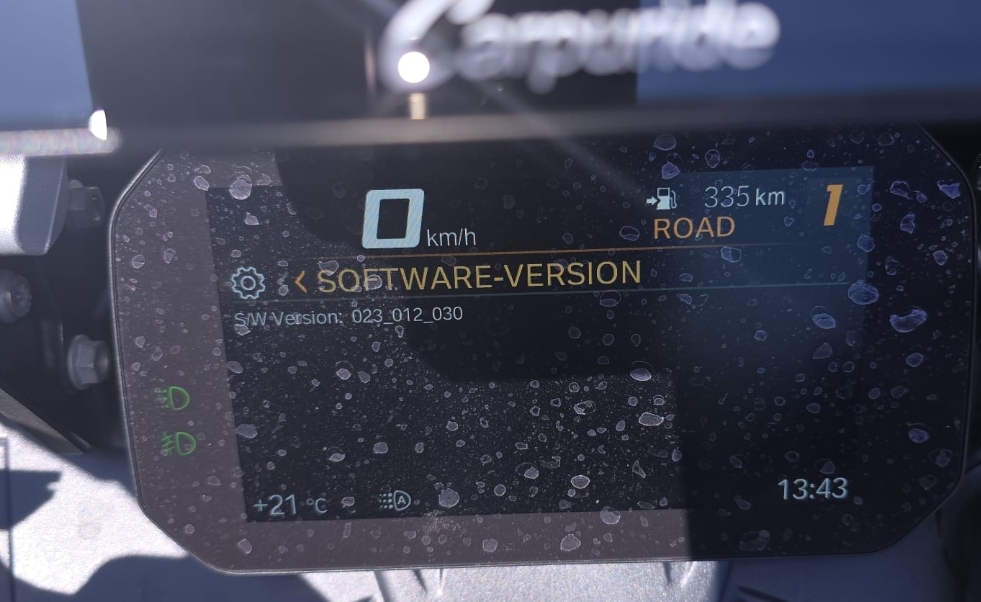 Carpuride
0 km/h
335 km
1
ROAD
< SOFTWARE-VERSION
S/W Version: 023_012_030
+21 °C
A
13:43